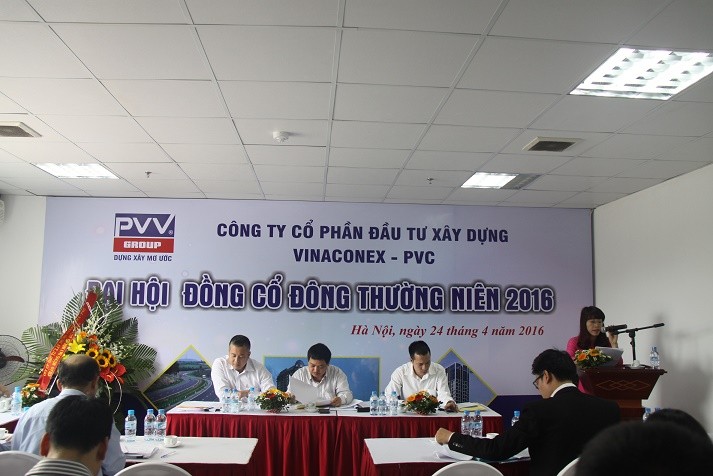 PVV®
GROUP
DỰNG XÂY MƠ ƯỚC
CÔNG TY CỔ PHẦN ĐẦU TƯ XÂY DỰNG
VINACONEX - PVC
ĐẠI HỘI ĐỒNG CỔ ĐÔNG THƯỜNG NIÊN 2016
Hà Nội, ngày 24 tháng 4 năm 2016